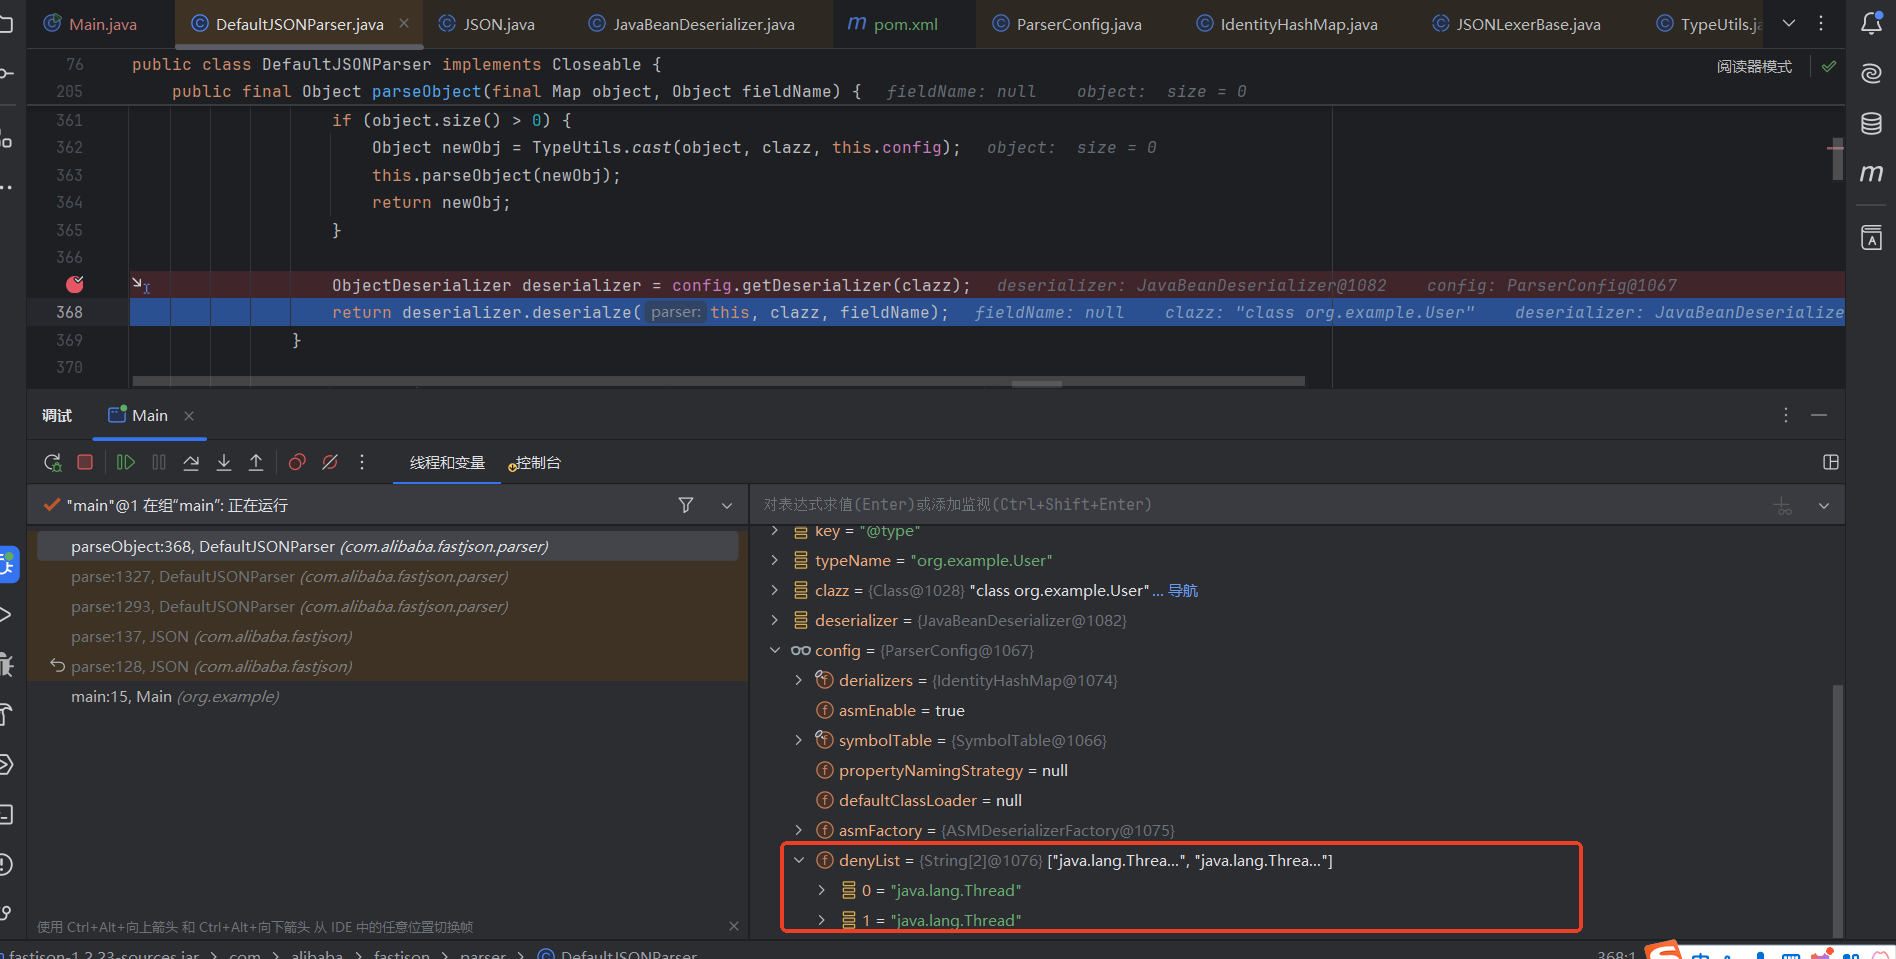 Main.java DefaultJSONParser.java JSON.java JavaBeanDeserializer.java pom.xml ParserConfig.java IdentityHashMap.java JSONLexerBase.java TypeUtils.ja
76 public class DefaultJSONParser implements Closeable { 阅读器模式
205 public final Object parseObject(final Map object, Object fieldName) { fieldName: null object: size = 0
361 if (object.size() > 0) {
362 Object newObj = TypeUtils.cast(object, clazz, this.config); object: size = 0
363 this.parseObject(newObj);
364 return newObj;
365 }
366
ObjectDeserializer deserializer = config.getDeserializer(clazz); deserializer: JavaBeanDeserializer@1082 config: ParserConfig@1067
368 return deserializer.deserialze( parser: this, clazz, fieldName); fieldName: null clazz: "class org.example.User" deserializer: JavaBeanDeserialize
369 }
370
调试 Main
线程和变量 控制台
"main"@1 在组“main”: 正在运行
对表达式求值(Enter)或添加监视(Ctrl+Shift+Enter)
parseObject:368, DefaultJSONParser (com.alibaba.fastjson.parser)
parse:1327, DefaultJSONParser (com.alibaba.fastjson.parser)
parse:1293, DefaultJSONParser (com.alibaba.fastjson.parser)
parse:137, JSON (com.alibaba.fastjson)
parse:128, JSON (com.alibaba.fastjson)
main:15, Main (org.example)
key = "@type"
typeName = "org.example.User"
clazz = {Class@1028} "class org.example.User" ... 导航
deserializer = {JavaBeanDeserializer@1082}
config = {ParserConfig@1067}
derializers = {IdentityHashMap@1074}
asmEnable = true
symbolTable = {SymbolTable@1066}
propertyNamingStrategy = null
defaultClassLoader = null
asmFactory = {ASMDeserializerFactory@1075}
denyList = {String[2]@1076} ["java.lang.Threa...", "java.lang.Threa..."]
0 = "java.lang.Thread"
1 = "java.lang.Thread"
使用 Ctrl+Alt+向上箭头 和 Ctrl+Alt+向下箭头 从 IDE 中的任意位置切换帧
fastjson-1.2.23-sources.jar > com > alibaba > fastjson > parser > DefaultJSONParser 368:1